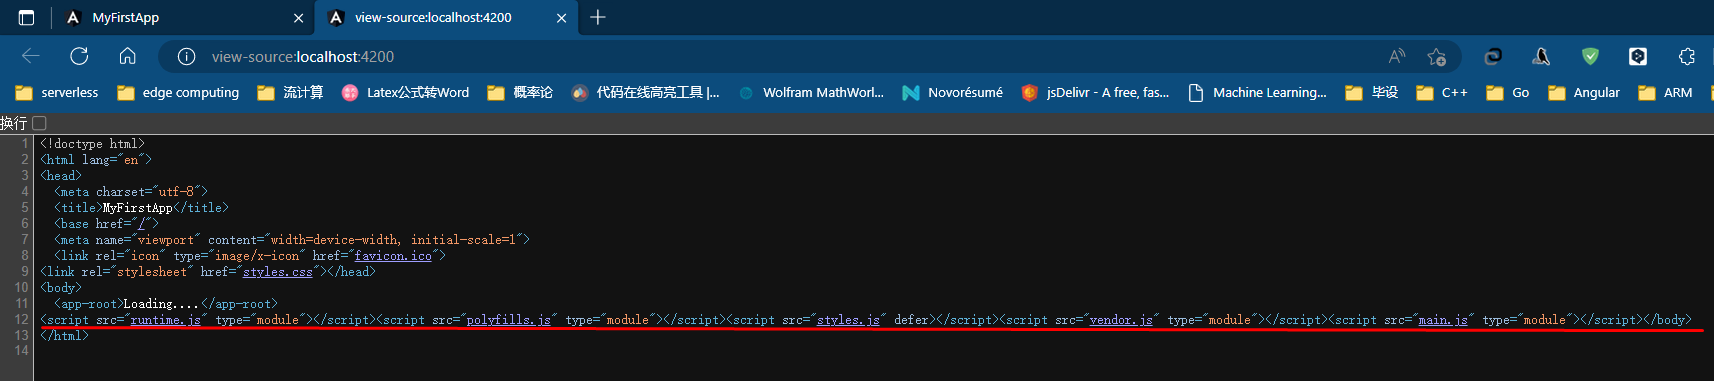 MyFirstApp
view-source:localhost:4200
view-source:localhost:4200
serverless
edge computing
流计算
Latex公式转Word
概率论
代码在线高亮工具 |...
Wolfram MathWorl...
Novorésumé
jsDelivr - A free, fas...
Machine Learning...
毕设
C++
Go
Angular
ARM
换行
1 <!doctype html>
2 <html lang="en">
3 <head>
4 <meta charset="utf-8">
5 <title>MyFirstApp</title>
6 <base href="/">
7 <meta name="viewport" content="width=device-width, initial-scale=1">
8 <link rel="icon" type="image/x-icon" href="favicon.ico">
9 <link rel="stylesheet" href="styles.css"></head>
10 <body>
11 <app-root>Loading....</app-root>
12 <script src="runtime.js" type="module"></script><script src="polyfills.js" type="module"></script><script src="styles.js" defer></script><script src="vendor.js" type="module"></script><script src="main.js" type="module"></script></body>
13 </html>
14